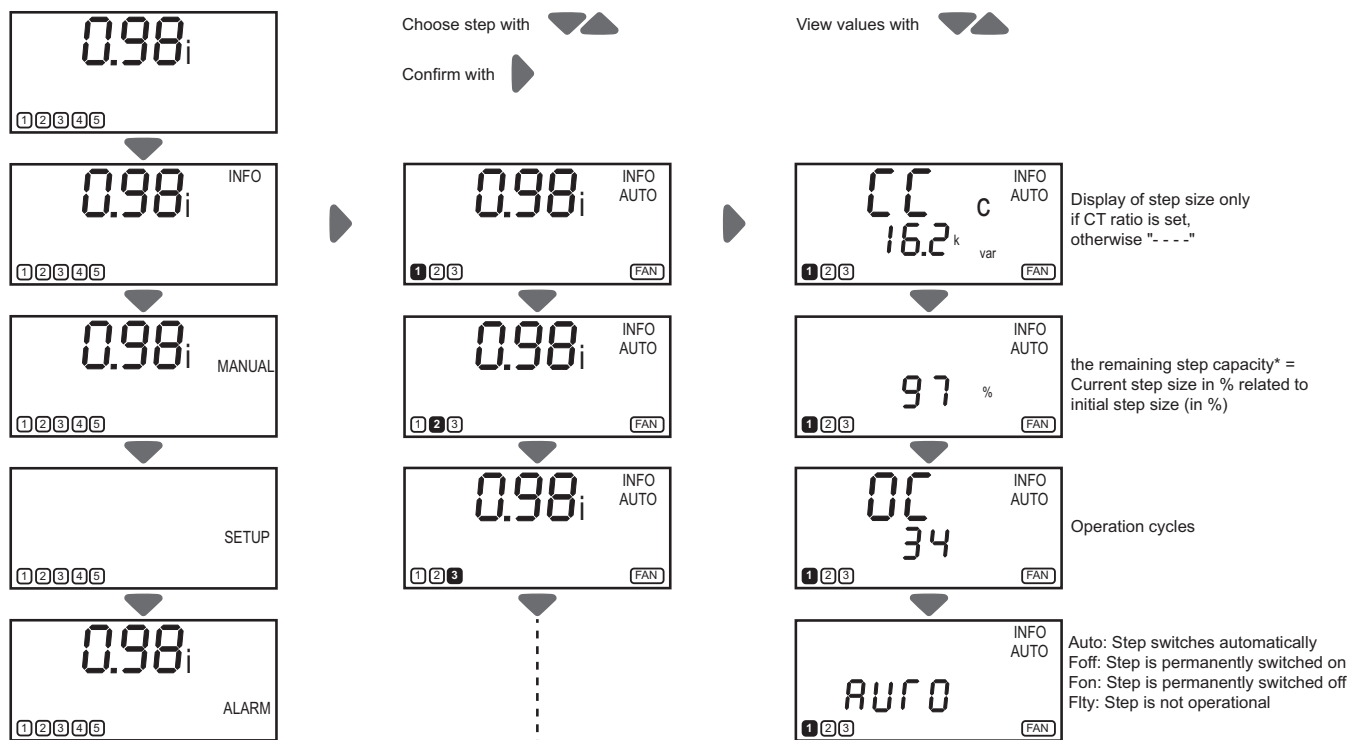 0.98i
1 2 3 4 5
Choose step with
Confirm with
View values with
0.98i INFO
1 2 3 4 5
0.98i MANUAL
1 2 3 4 5
SETUP
1 2 3 4 5
0.98i
ALARM
1 2 3 4 5
0.98i INFO
AUTO
1 2 3 FAN
0.98i INFO
AUTO
1 2 3 FAN
0.98i INFO
AUTO
1 2 3 FAN
CC C INFO
AUTO
16.2 k var
1 2 3 FAN
Display of step size only
if CT ratio is set,
otherwise "- - - -"
INFO
AUTO
97 %
1 2 3 FAN
the remaining step capacity* =
Current step size in % related to
initial step size (in %)
OC INFO
AUTO
34
1 2 3 FAN
Operation cycles
INFO
AUTO
AUTO
1 2 3 FAN
Auto: Step switches automatically
Foff: Step is permanently switched on
Fon: Step is permanently switched off
Flty: Step is not operational